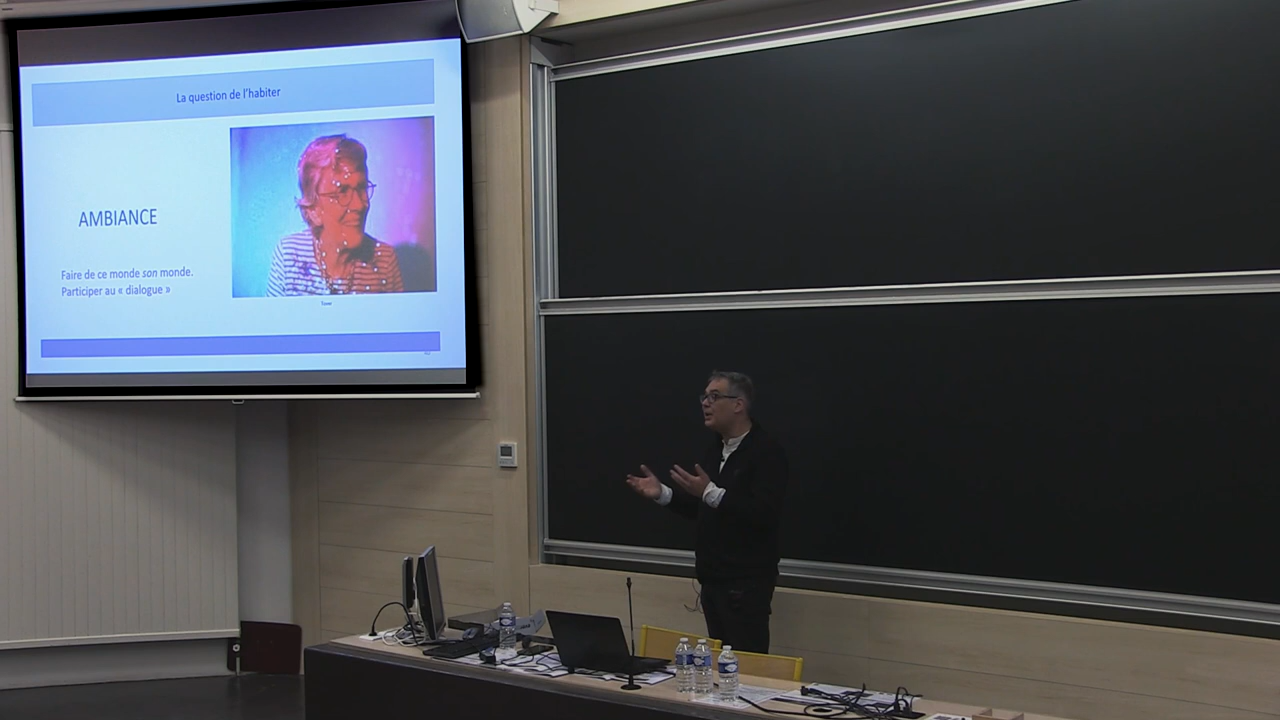 La question de l'habiter
AMBIANCE
Faire de ce monde son monde.
Participer au « dialogue »